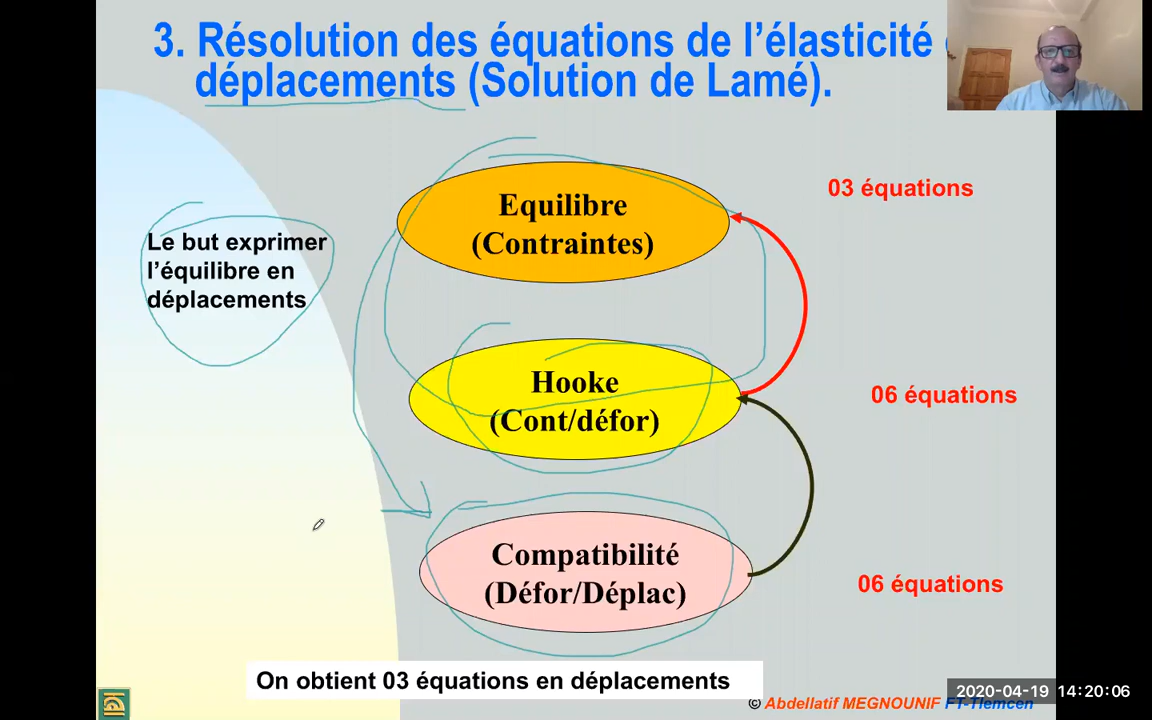 3. Résolution des équations de l’élasticité
déplacements (Solution de Lamé).
Equilibre
(Contraintes)
03 équations
Le but exprimer
l’équilibre en
déplacements
Hooke
(Cont/défor)
06 équations
Compatibilité
(Défor/Déplac)
06 équations
On obtient 03 équations en déplacements
2020-04-19 14:20:06
© Abdellatif MEGNOUNIF FT-Tlemcen